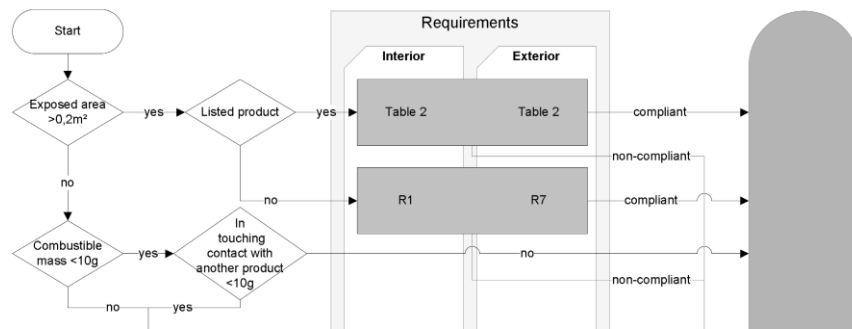 Requirements
Start
Interior
Exterior
Exposed area
>0,2m²
yes
Listed product
yes
Table 2
Table 2
compliant
non-compliant
no
no
R1
R7
compliant
In
touching
contact with
another product
<10g
Combustible
mass <10g
yes
no
non-compliant
no
yes